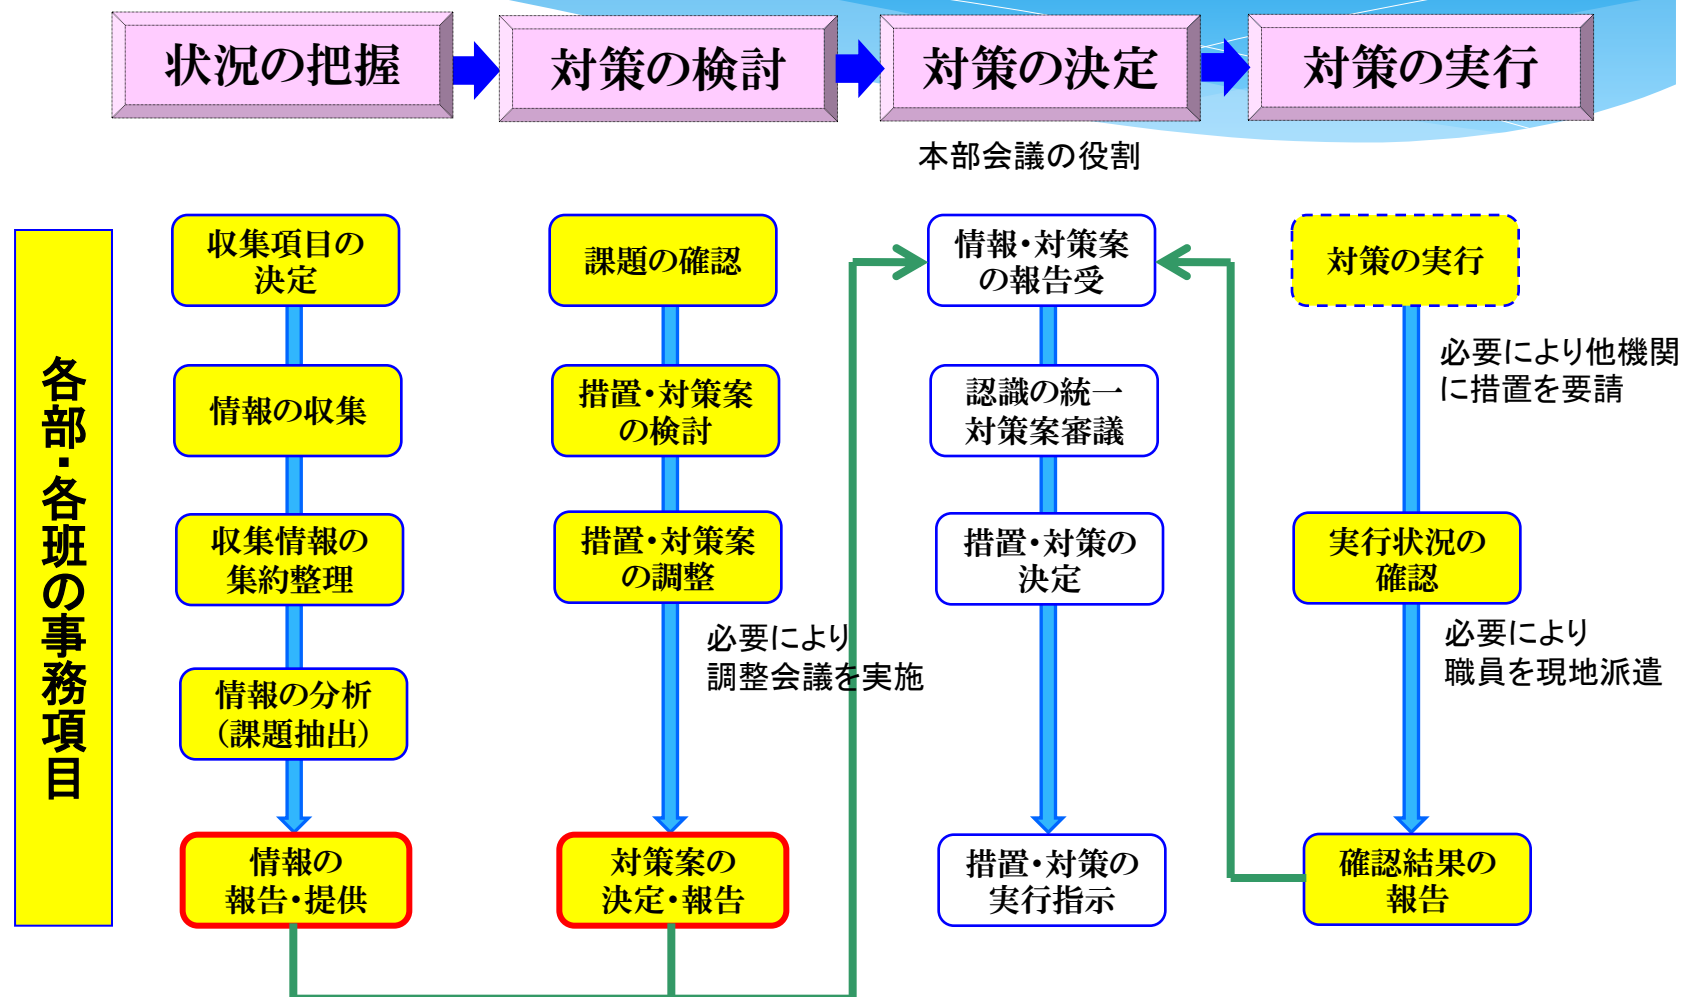 状況の把握
対策の検討
対策の決定
対策の実行
本部会議の役割
各部・各班の事務項目
収集項目の
決定
情報の収集
収集情報の
集約整理
情報の分析
（課題抽出）
情報の
報告・提供
課題の確認
措置・対策案
の検討
措置・対策案
の調整
必要により
調整会議を実施
対策案の
決定・報告
情報・対策案
の報告受
認識の統一
対策案審議
措置・対策の
決定
措置・対策の
実行指示
対策の実行
必要により他機関
に措置を要請
実行状況の
確認
必要により
職員を現地派遣
確認結果の
報告